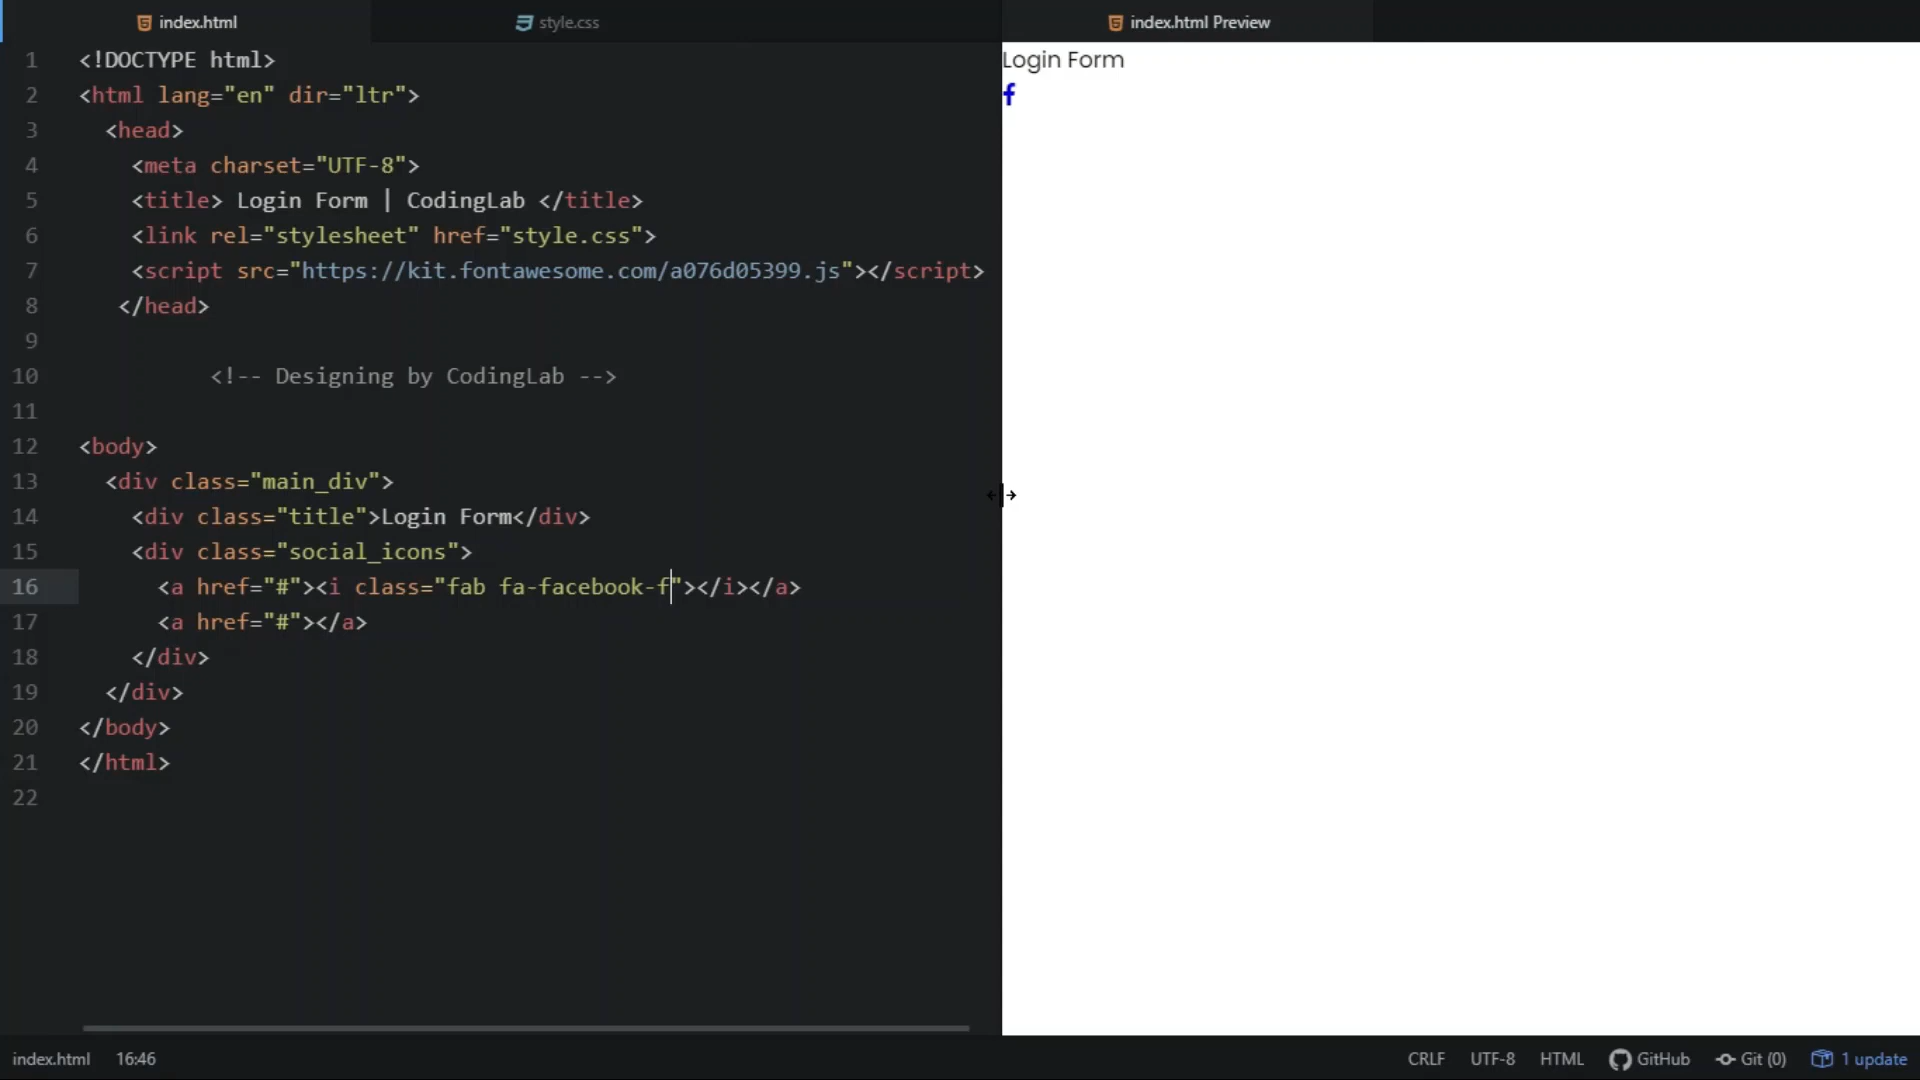 index.html
style.css
index.html Preview
1 <!DOCTYPE html>
2 <html lang="en" dir="ltr">
3 <head>
4 <meta charset="UTF-8">
5 <title> Login Form | CodingLab </title>
6 <link rel="stylesheet" href="style.css">
7 <script src="https://kit.fontawesome.com/a076d05399.js"></script>
8 </head>
9
10 <!-- Designing by CodingLab -->
11
12 <body>
13 <div class="main_div">
14 <div class="title">Login Form</div>
15 <div class="social_icons">
16 <a href="#"><i class="fab fa-facebook-f"></i></a>
17 <a href="#"></a>
18 </div>
19 </div>
20 </body>
21 </html>
22
Login Form
f
index.html 16:46
CRLF UTF-8 HTML GitHub Git (0) 1 update